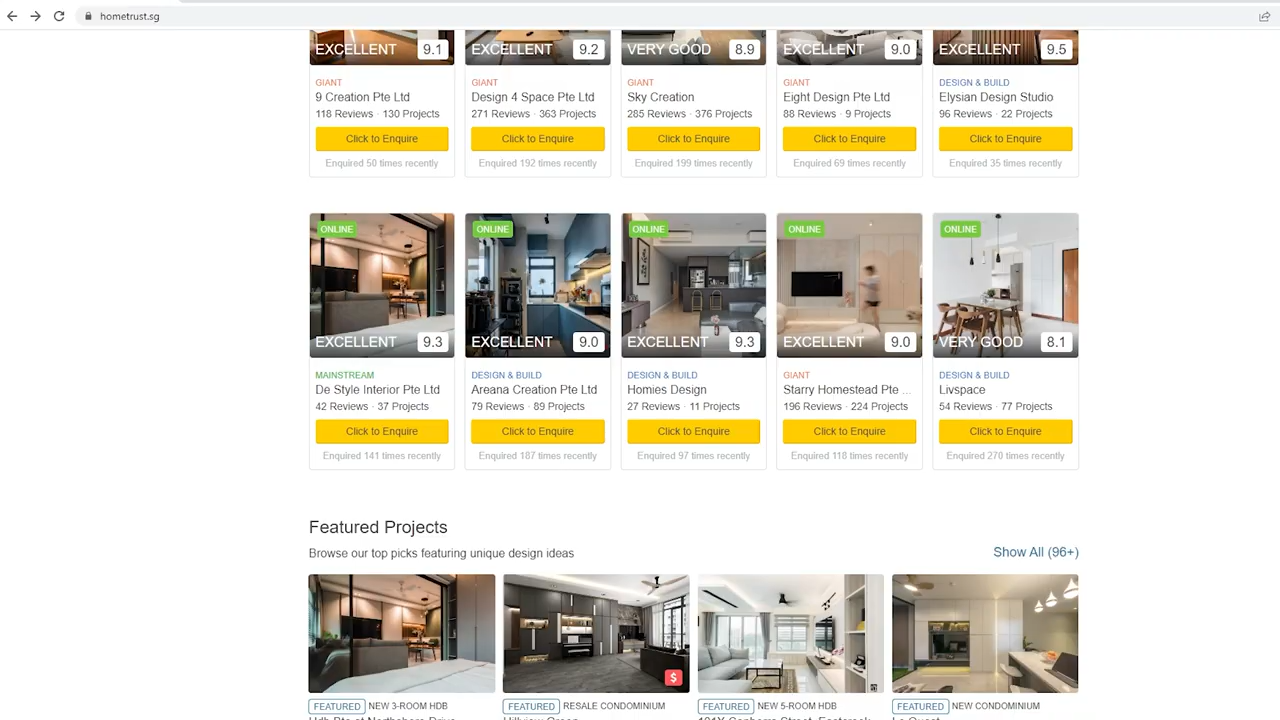 hometrust.sg
EXCELLENT 9.1
EXCELLENT 9.2
VERY GOOD 8.9
EXCELLENT 9.0
EXCELLENT 9.5
GIANT
9 Creation Pte Ltd
118 Reviews · 130 Projects
Click to Enquire
Enquired 50 times recently
GIANT
Design 4 Space Pte Ltd
271 Reviews · 363 Projects
Click to Enquire
Enquired 192 times recently
GIANT
Sky Creation
285 Reviews · 376 Projects
Click to Enquire
Enquired 199 times recently
GIANT
Eight Design Pte Ltd
88 Reviews · 9 Projects
Click to Enquire
Enquired 69 times recently
DESIGN & BUILD
Elysian Design Studio
96 Reviews · 22 Projects
Click to Enquire
Enquired 35 times recently
ONLINE
EXCELLENT 9.3
MAINSTREAM
De Style Interior Pte Ltd
42 Reviews · 37 Projects
Click to Enquire
Enquired 141 times recently
ONLINE
EXCELLENT 9.0
DESIGN & BUILD
Areana Creation Pte Ltd
79 Reviews · 89 Projects
Click to Enquire
Enquired 187 times recently
ONLINE
EXCELLENT 9.3
DESIGN & BUILD
Homies Design
27 Reviews · 11 Projects
Click to Enquire
Enquired 97 times recently
ONLINE
EXCELLENT 9.0
GIANT
Starry Homestead Pte ...
196 Reviews · 224 Projects
Click to Enquire
Enquired 118 times recently
ONLINE
VERY GOOD 8.1
DESIGN & BUILD
Livspace
54 Reviews · 77 Projects
Click to Enquire
Enquired 270 times recently
Featured Projects
Browse our top picks featuring unique design ideas
Show All (96+)
$
FEATURED NEW 3-ROOM HDB
FEATURED RESALE CONDOMINIUM
FEATURED NEW 5-ROOM HDB
FEATURED NEW CONDOMINIUM